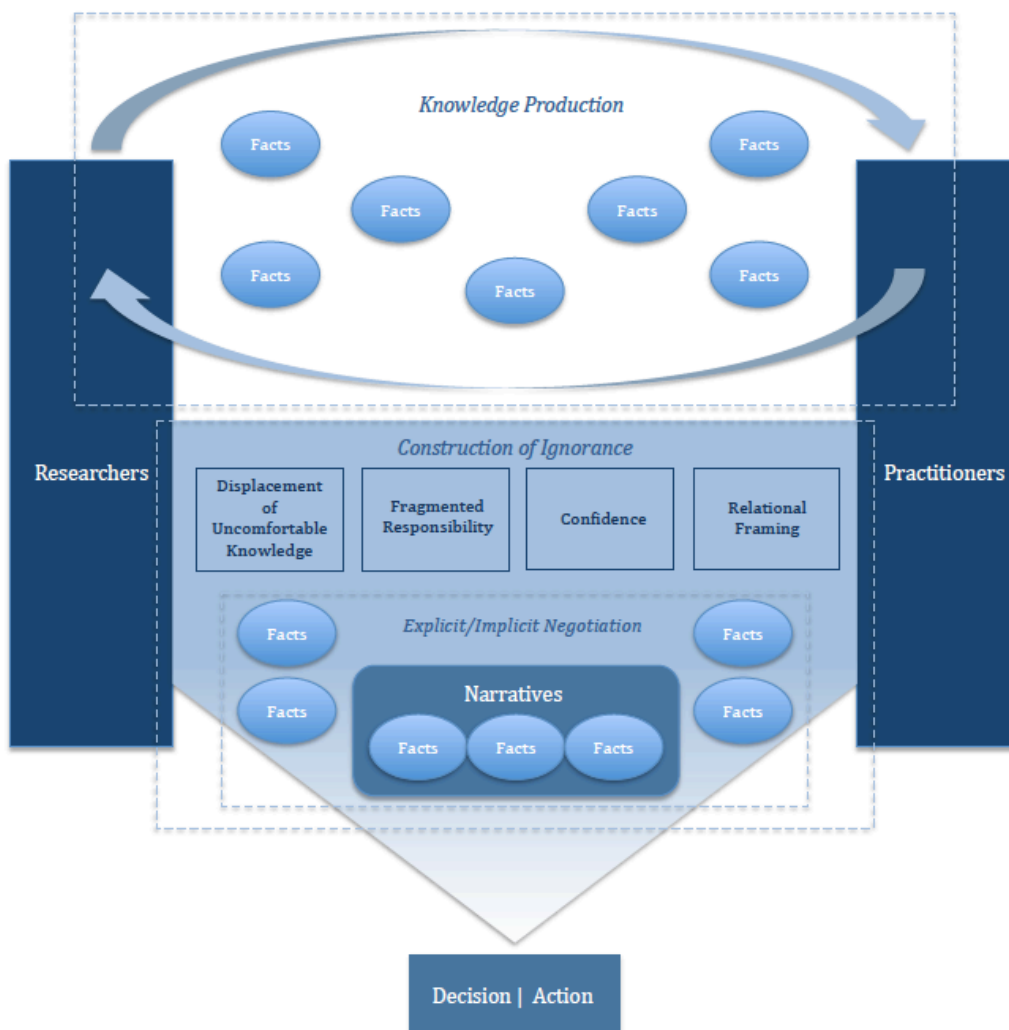 Knowledge Production
Facts
Facts
Facts
Facts
Facts
Facts
Facts
Researchers
Practitioners
Construction of Ignorance
Displacement
of
Uncomfortable
Knowledge
Fragmented
Responsibility
Confidence
Relational
Framing
Explicit/Implicit Negotiation
Facts
Facts
Facts
Facts
Narratives
Facts
Facts
Facts
Decision | Action